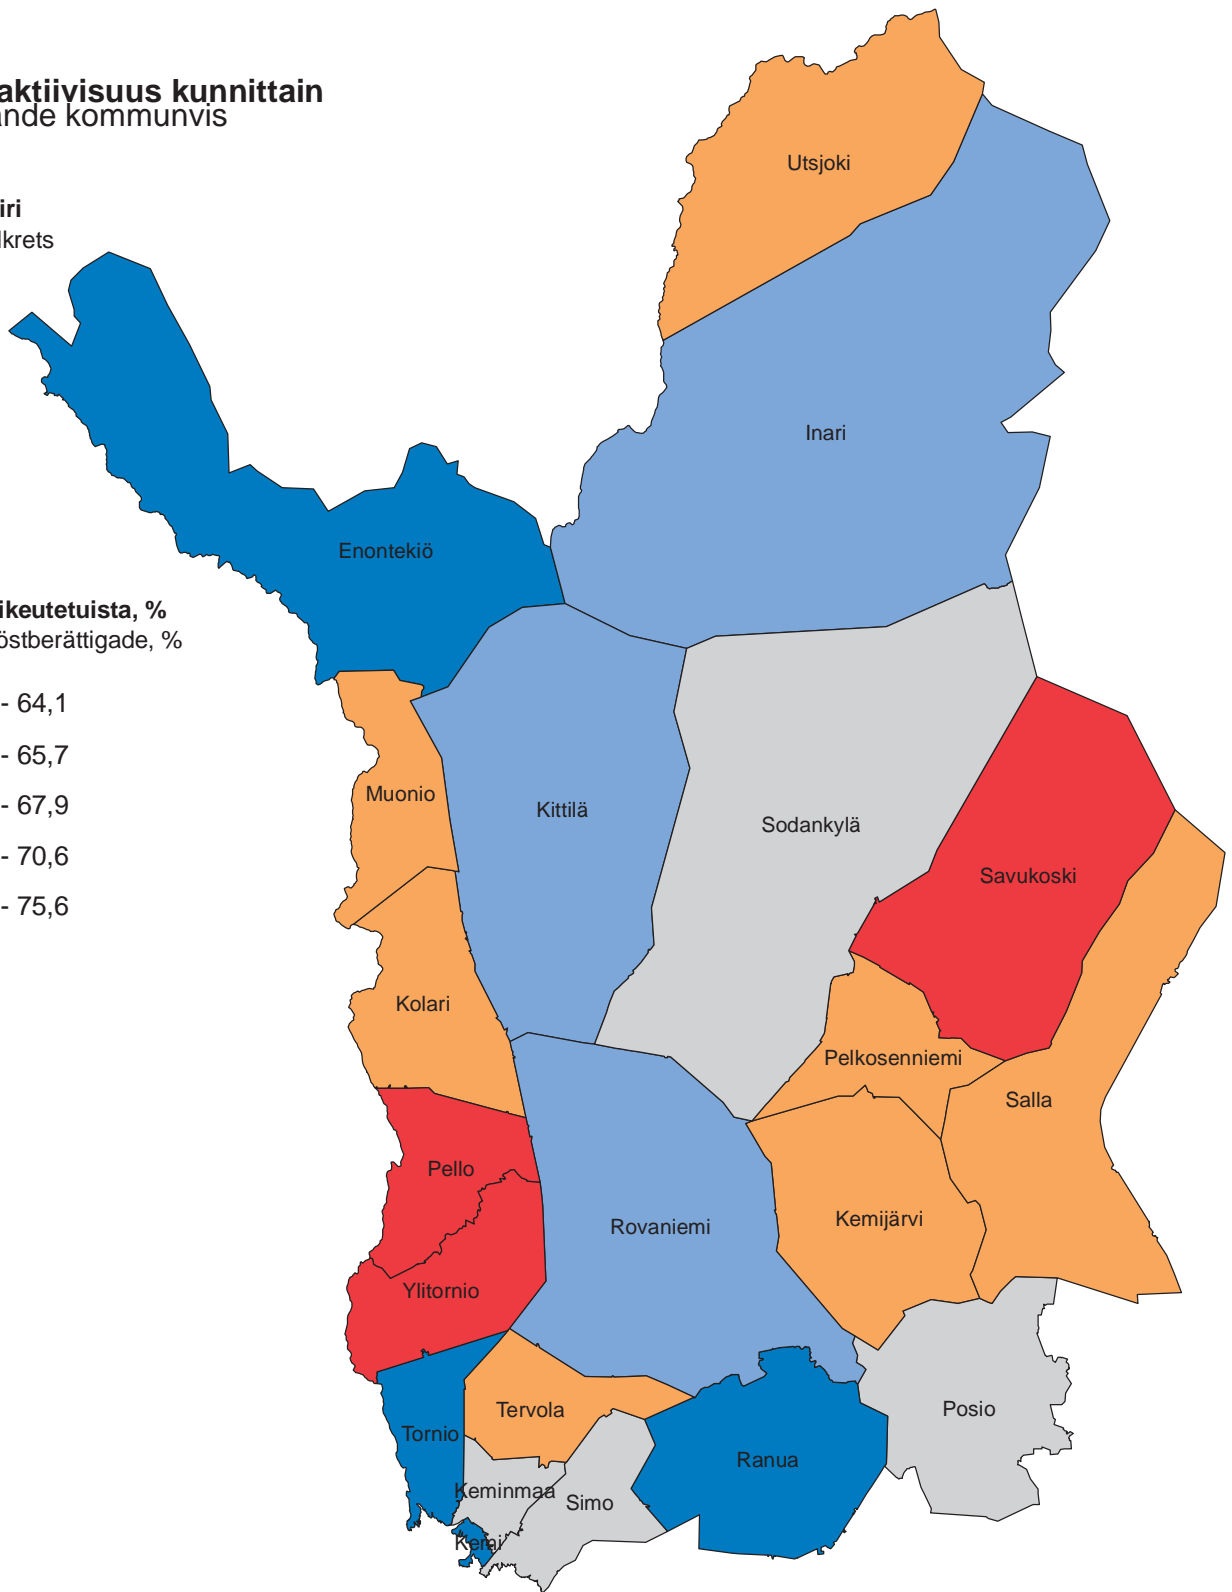 aktiivisuus kunnittain
ande kommunvis
iri
lkrets
ikeutetuista, %
östberättigade, %
- 64,1
- 65,7
- 67,9
- 70,6
- 75,6
Utsjoki
Inari
Enontekiö
Muonio
Kittilä
Sodankylä
Savukoski
Kolari
Pelkosenniemi
Salla
Pello
Kemijärvi
Rovaniemi
Ylitornio
Tervola
Posio
Tornio
Ranua
Keminmaa
Simo
Kemi